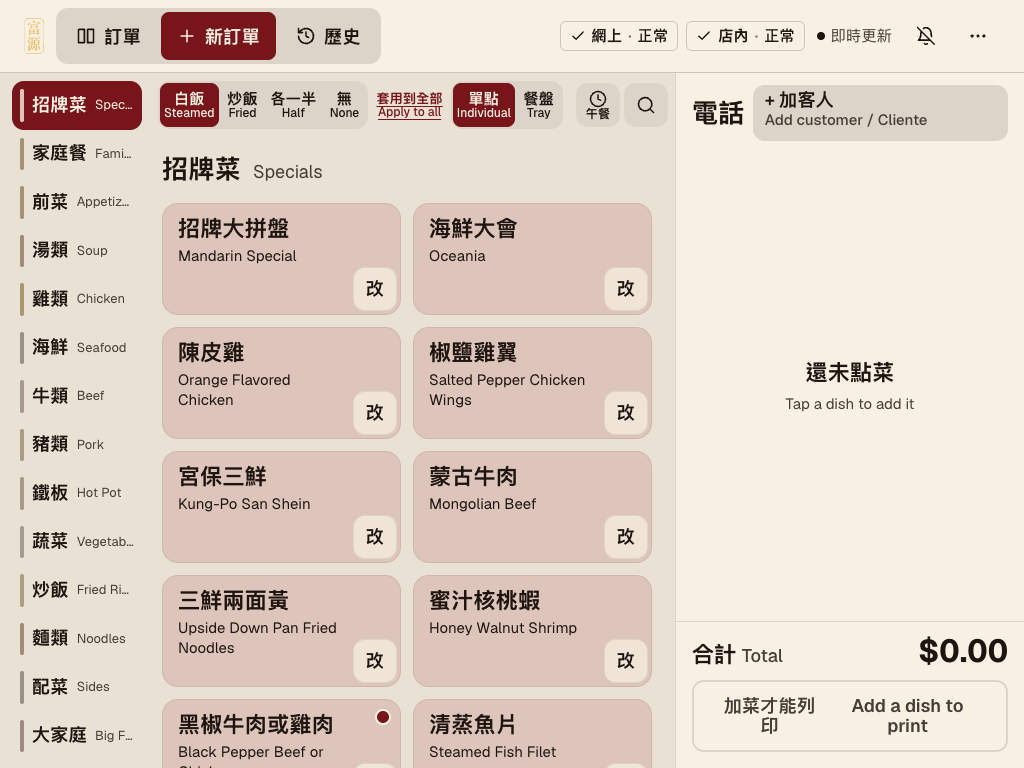 富源
訂單
新訂單
歷史
網上 · 正常
店內 · 正常
即時更新
招牌菜 Spec...
家庭餐 Fami...
前菜 Appetiz...
湯類 Soup
雞類 Chicken
海鮮 Seafood
牛類 Beef
豬類 Pork
鐵板 Hot Pot
蔬菜 Vegetab...
炒飯 Fried Ri...
麵類 Noodles
配菜 Sides
大家庭 Big F...
白飯
Steamed
炒飯
Fried
各一半
Half
無
None
套用到全部
Apply to all
單點
Individual
餐盤
Tray
午餐
招牌菜 Specials
招牌大拼盤
Mandarin Special
改
海鮮大會
Oceania
改
陳皮雞
Orange Flavored
Chicken
改
椒鹽雞翼
Salted Pepper Chicken
Wings
改
宮保三鮮
Kung-Po San Shein
改
蒙古牛肉
Mongolian Beef
改
三鮮兩面黃
Upside Down Pan Fried
Noodles
改
蜜汁核桃蝦
Honey Walnut Shrimp
改
黑椒牛肉或雞肉
Black Pepper Beef or
清蒸魚片
Steamed Fish Filet
電話
+ 加客人
Add customer / Cliente
還未點菜
Tap a dish to add it
合計 Total
$0.00
加菜才能列
印
Add a dish to
print